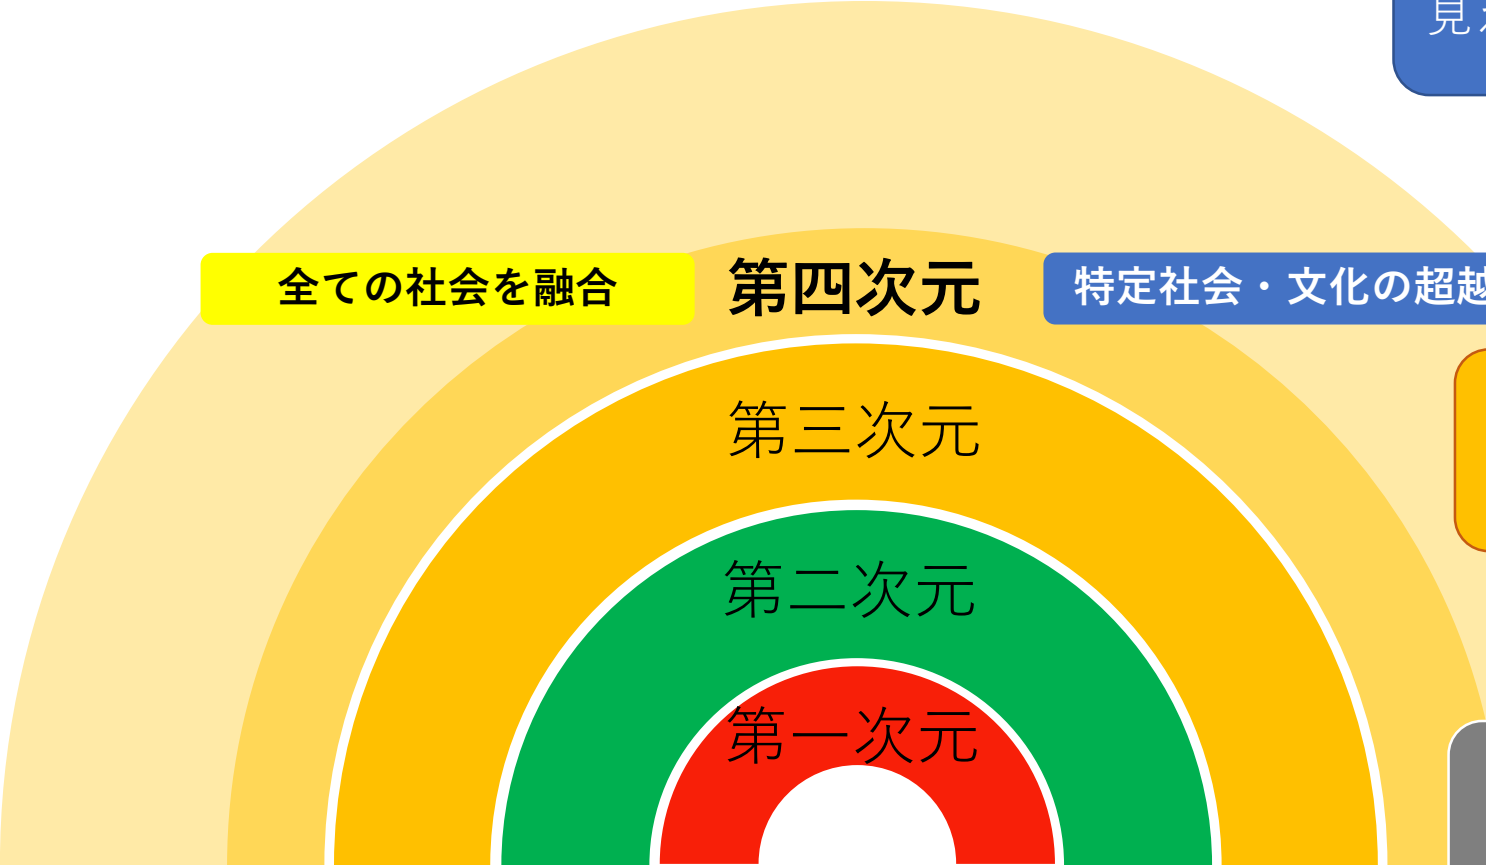 見
全ての社会を融合
第四次元
特定社会・文化の超越
第三次元
第二次元
第一次元